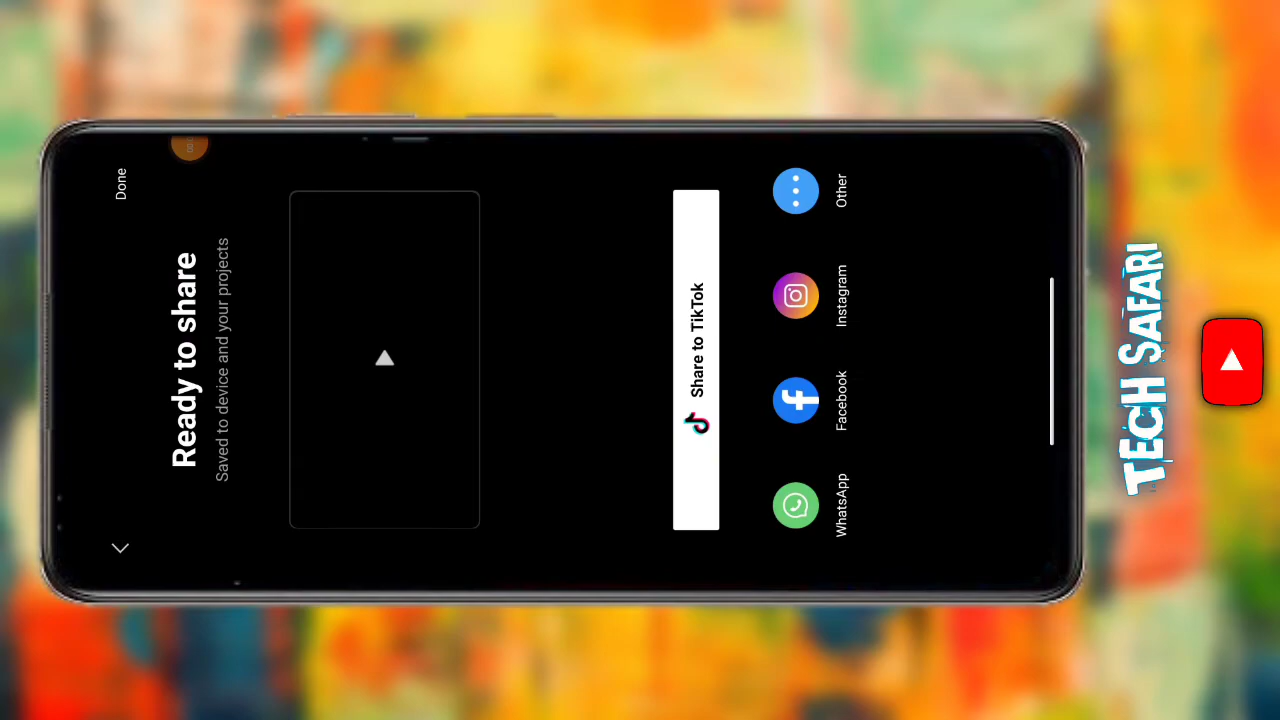 Done
Ready to share
Saved to device and your projects
Share to TikTok
WhatsApp
Facebook
Instagram
Other
TECH SAFARI